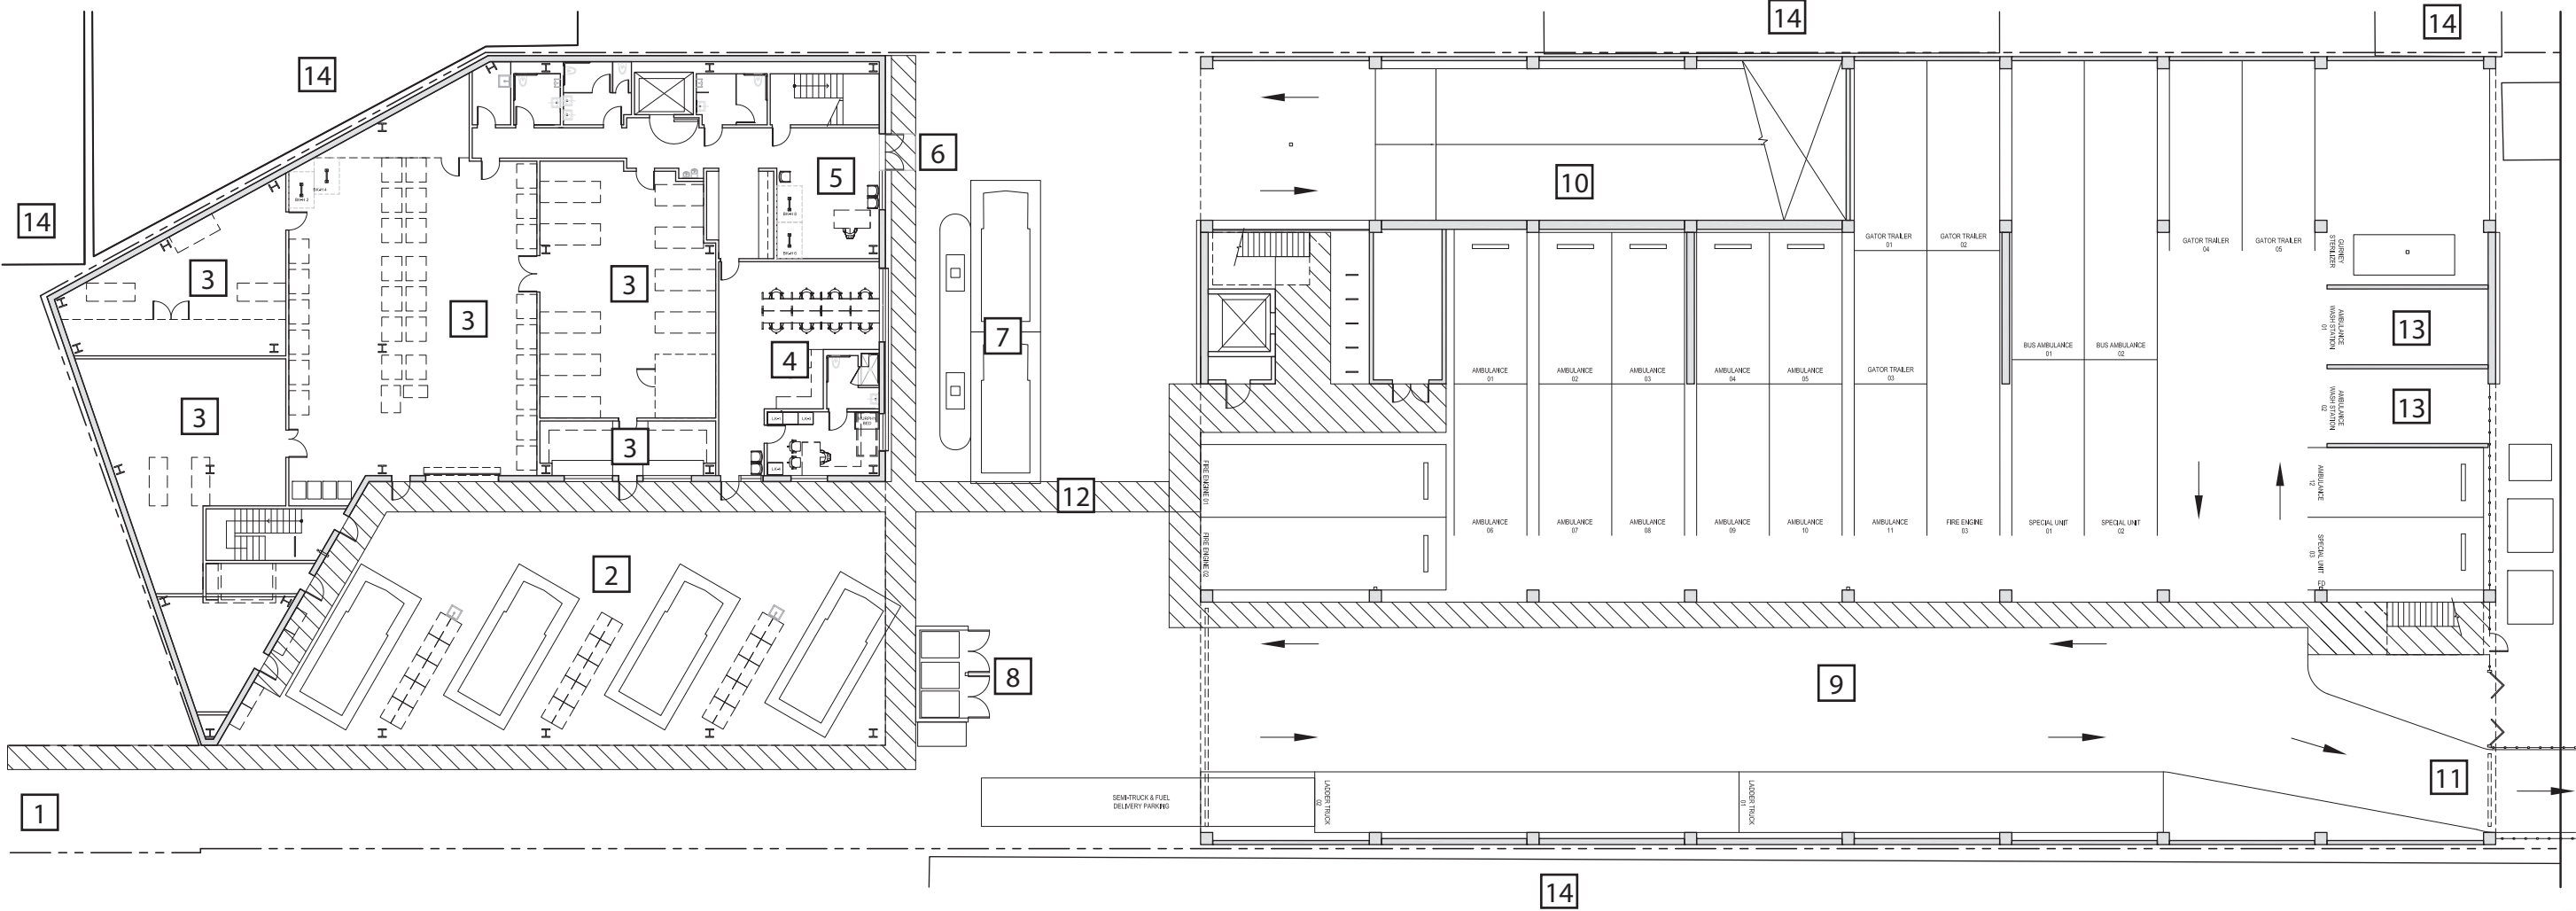 14
14
14
14
6
5
10
3
3
3
7
4
3
3
12
2
8
1
9
11
13
13
14
GATOR TRAILER
01
GATOR TRAILER
02
GATOR TRAILER
04
GATOR TRAILER
05
GURNEY
STERILIZER
AMBULANCE
WASH STATION
01
BUS AMBULANCE
01
BUS AMBULANCE
02
AMBULANCE
01
AMBULANCE
02
AMBULANCE
03
AMBULANCE
04
AMBULANCE
05
GATOR TRAILER
03
AMBULANCE
WASH STATION
02
FIRE ENGINE 01
AMBULANCE
12
AMBULANCE
06
AMBULANCE
07
AMBULANCE
08
AMBULANCE
09
AMBULANCE
10
AMBULANCE
11
FIRE ENGINE
03
SPECIAL UNIT
01
SPECIAL UNIT
02
FIRE ENGINE 02
SPECIAL UNIT
03
FD
SEMI-TRUCK & FUEL
DELIVERY PARKING
LADDER TRUCK
02
LADDER TRUCK
01